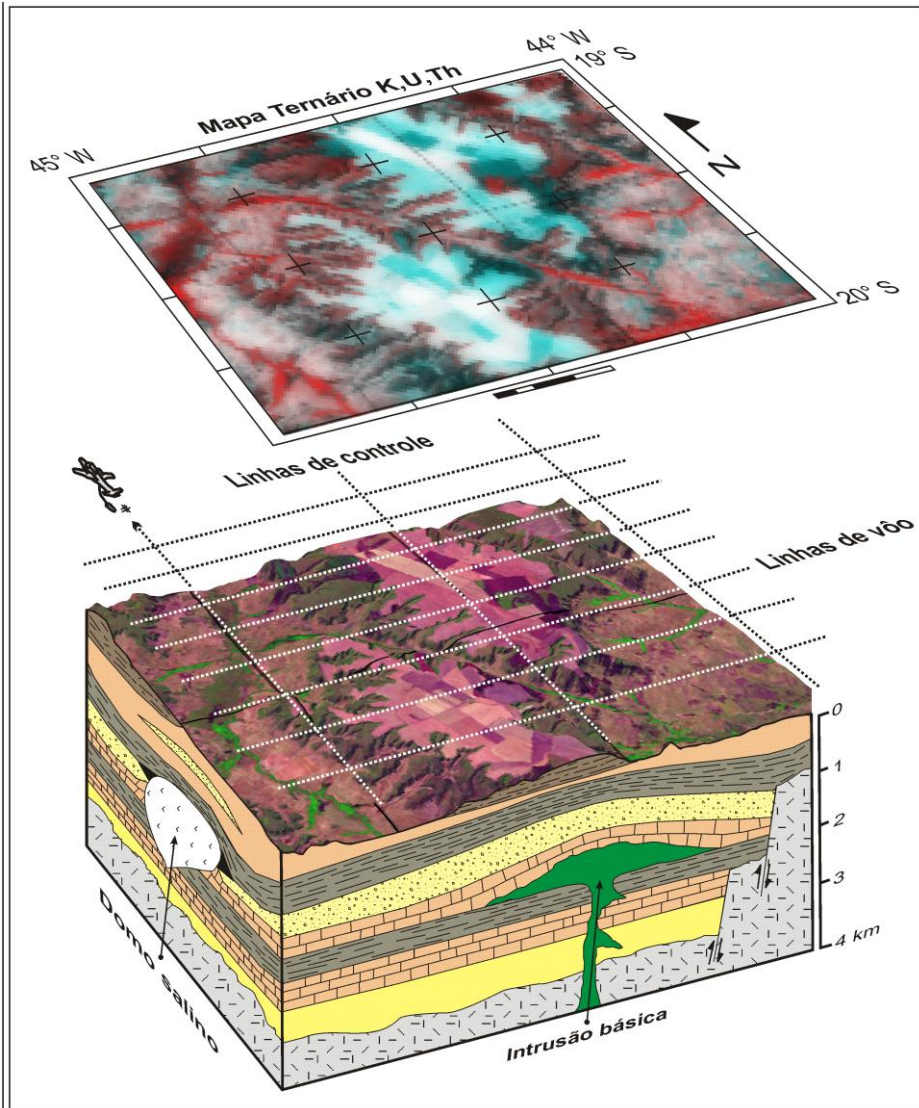 44° W
19° S
Mapa Ternário K,U,Th
45° W
N
20° S
Linhas de controle
Linhas de vôo
0
1
2
3
4 km
Domo salino
Intrusão básica